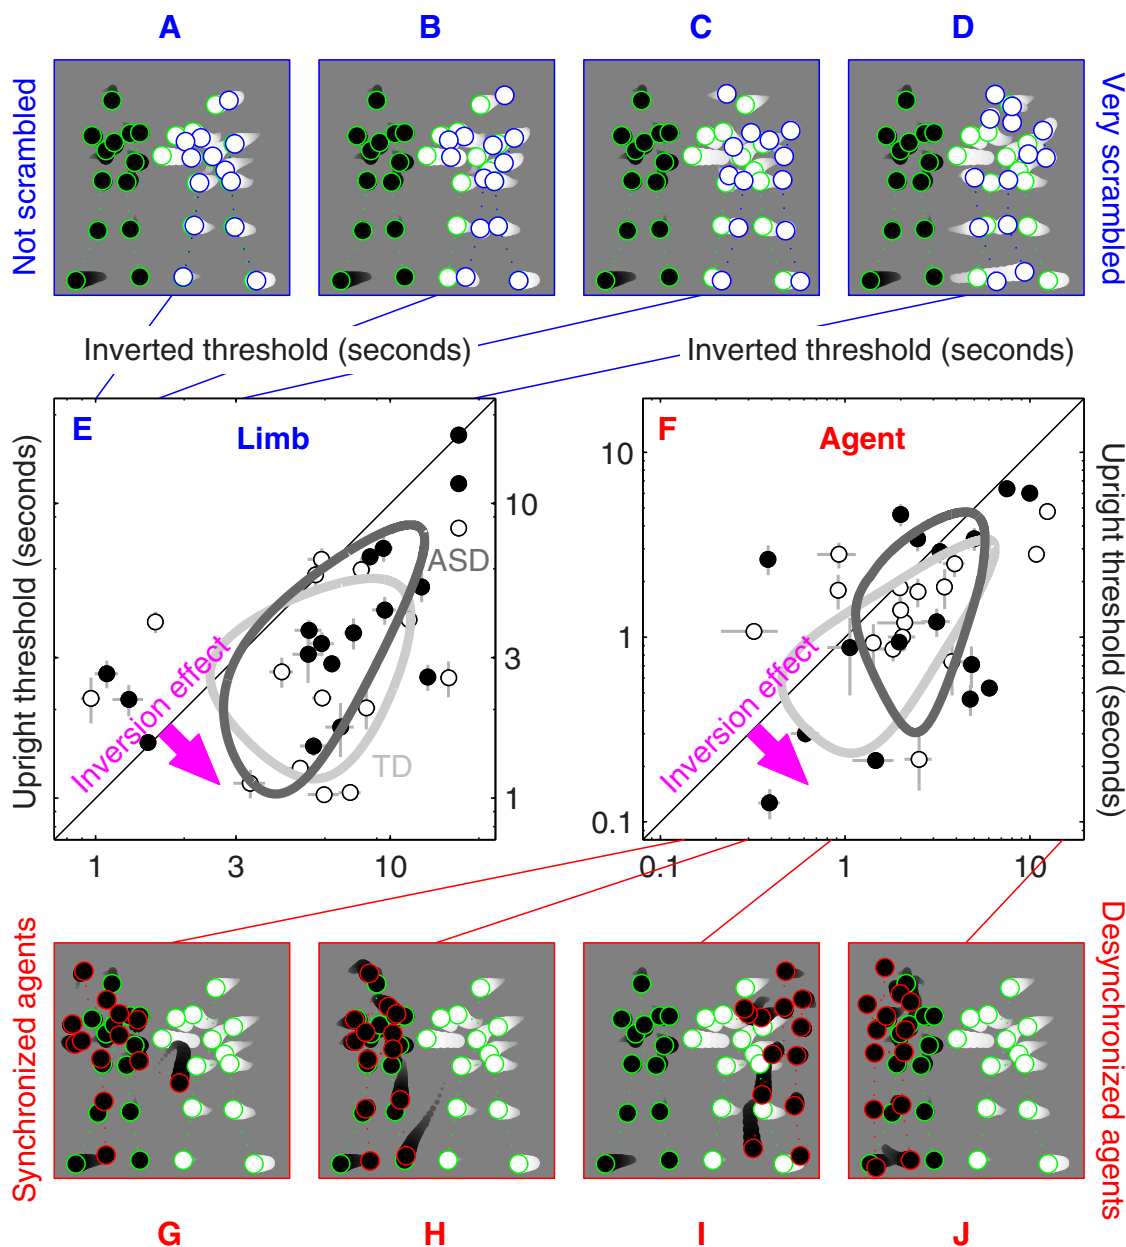 A
B
C
D
Not scrambled
Very scrambled
Inverted threshold (seconds)
Inverted threshold (seconds)
E
Limb
F
Agent
Upright threshold (seconds)
Upright threshold (seconds)
10
3
1
10
1
0.1
ASD
TD
Inversion effect
Inversion effect
1
3
10
0.1
1
10
Synchronized agents
Desynchronized agents
G
H
I
J